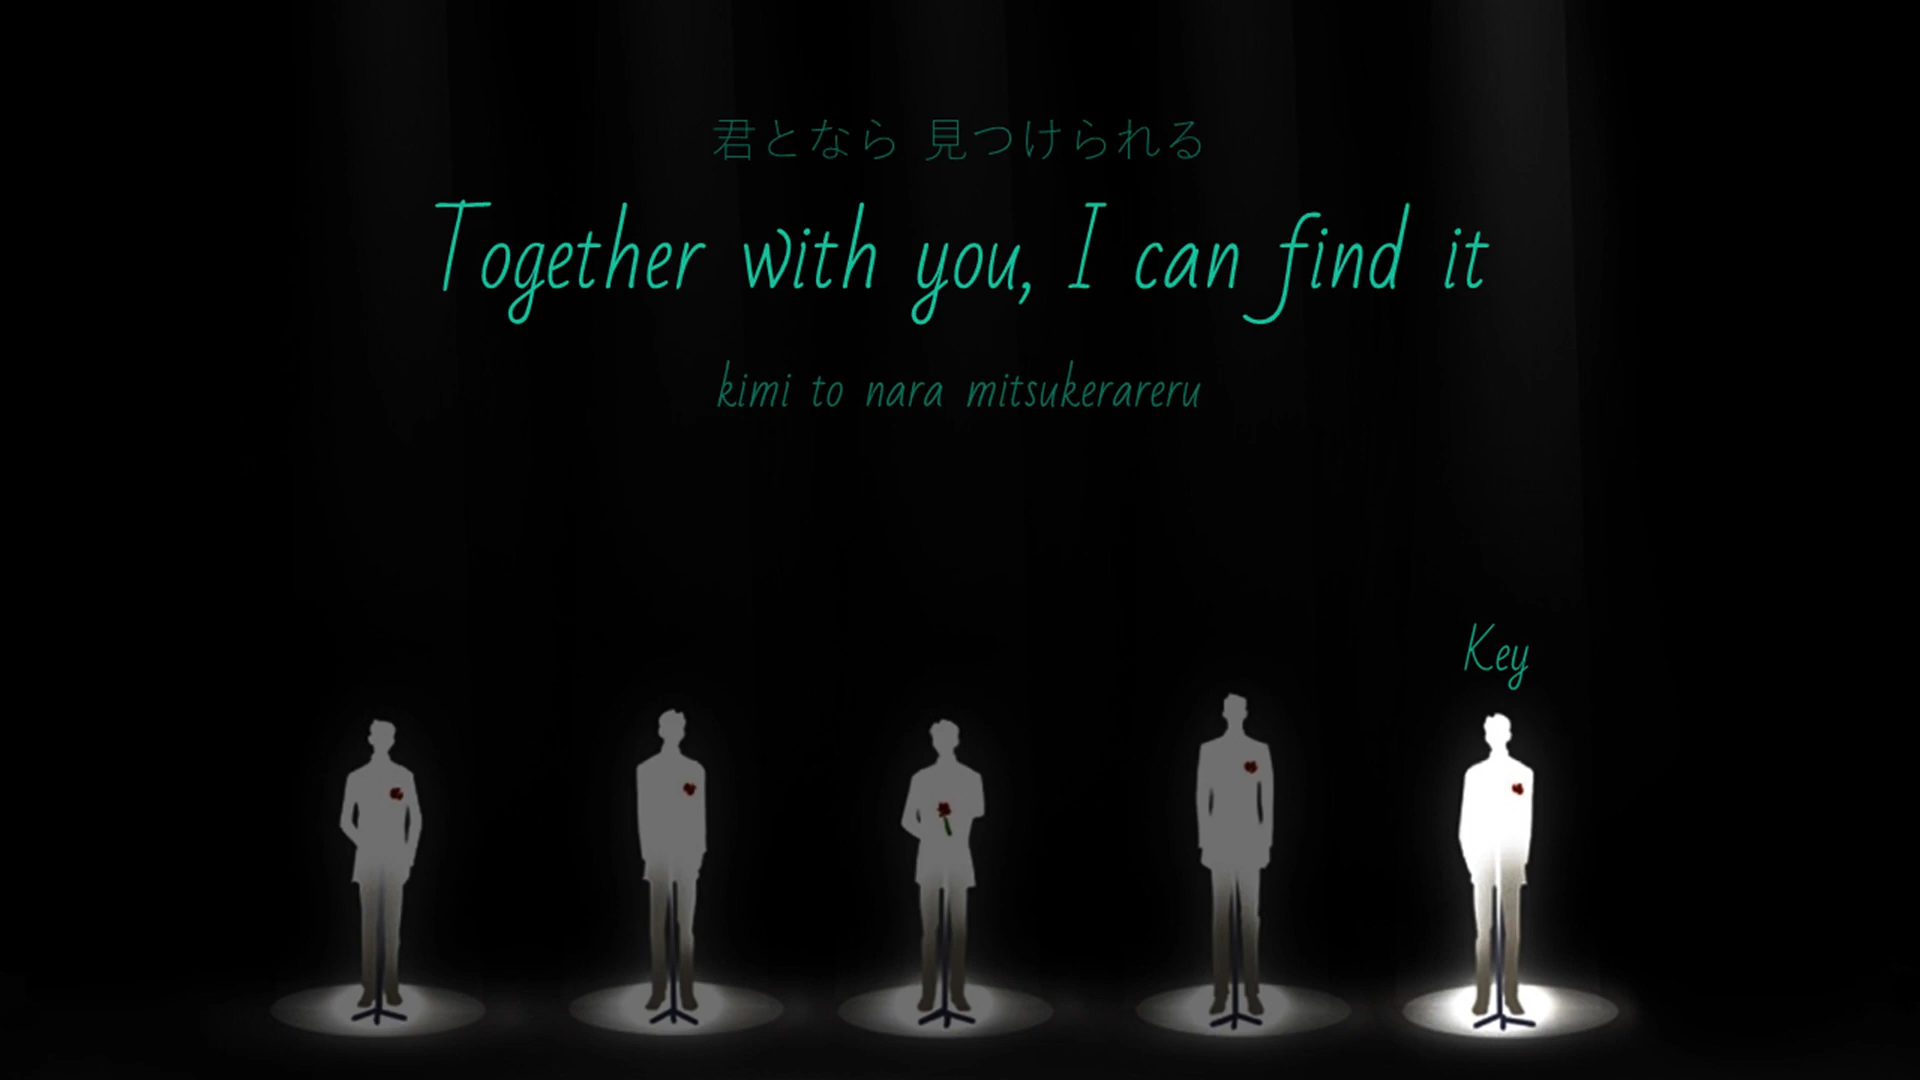 君となら 見つけられる
Together with you, I can find it
kimi to nara mitsukerareru
Key